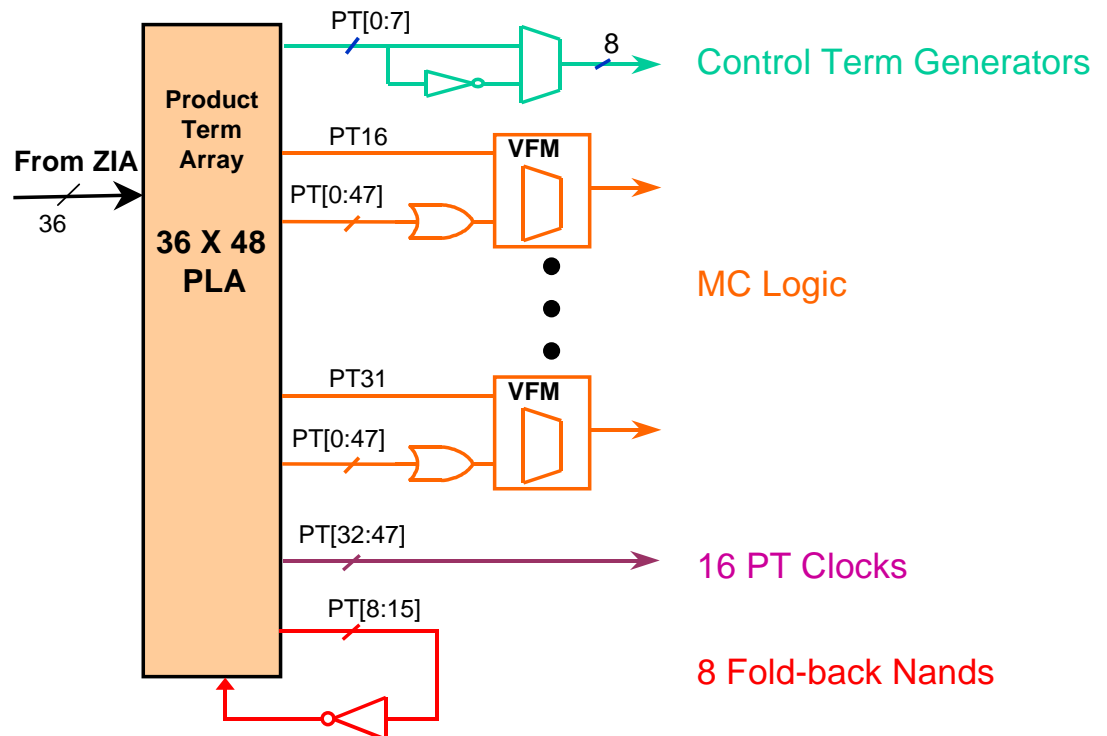 PT[0:7]
8
Control Term Generators
Product
Term
Array
36 X 48
PLA
From ZIA
36
PT16
VFM
PT[0:47]
MC Logic
PT31
VFM
PT[0:47]
PT[32:47]
16 PT Clocks
PT[8:15]
8 Fold-back Nands